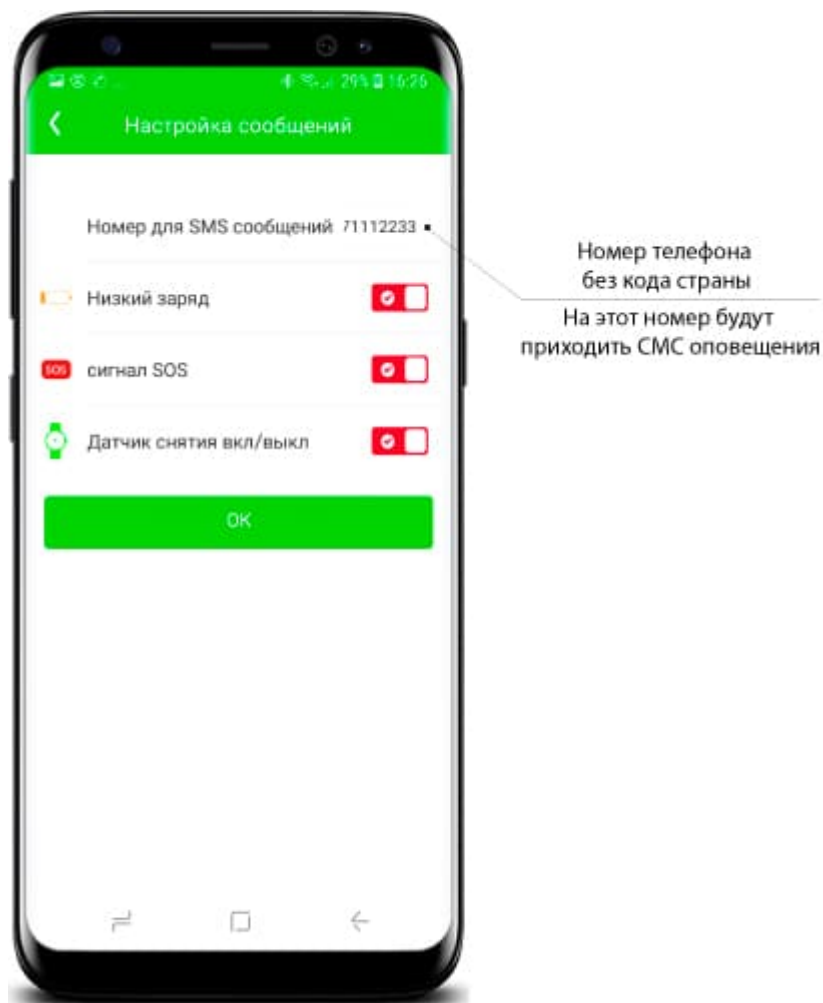 29% 16:26
Настройка сообщений
Номер для SMS сообщений 71112233
Низкий заряд
SOS сигнал SOS
Датчик снятия вкл/выкл
ОК
Номер телефона
без кода страны
На этот номер будут
приходить СМС оповещения